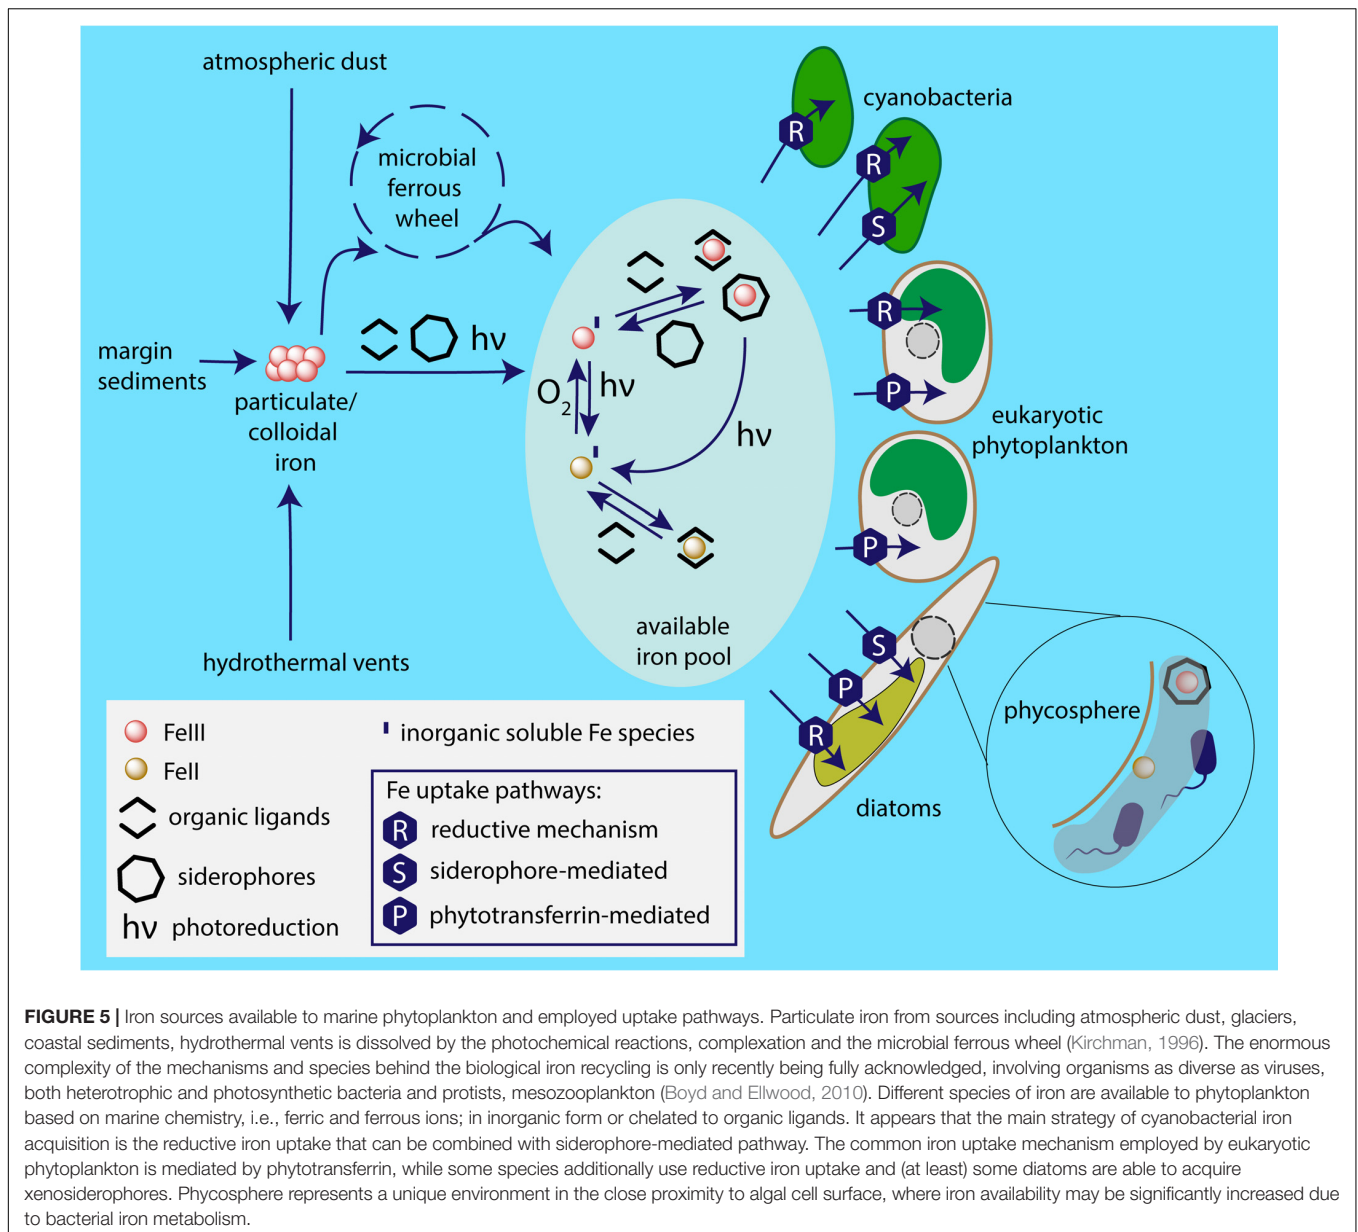 atmospheric dust
microbial
ferrous
wheel
margin
sediments
particulate/
colloidal
iron
hν
hydrothermal vents
O2
hν
hν
available
iron pool
cyanobacteria
R
R
S
R
P
eukaryotic
phytoplankton
P
S
P
R
diatoms
phycosphere
FeIII
FeII
organic ligands
siderophores
hν photoreduction
inorganic soluble Fe species
Fe uptake pathways:
R reductive mechanism
S siderophore-mediated
P phytotransferrin-mediated
FIGURE 5 | Iron sources available to marine phytoplankton and employed uptake pathways. Particulate iron from sources including atmospheric dust, glaciers,
coastal sediments, hydrothermal vents is dissolved by the photochemical reactions, complexation and the microbial ferrous wheel (Kirchman, 1996). The enormous
complexity of the mechanisms and species behind the biological iron recycling is only recently being fully acknowledged, involving organisms as diverse as viruses,
both heterotrophic and photosynthetic bacteria and protists, mesozooplankton (Boyd and Ellwood, 2010). Different species of iron are available to phytoplankton
based on marine chemistry, i.e., ferric and ferrous ions; in inorganic form or chelated to organic ligands. It appears that the main strategy of cyanobacterial iron
acquisition is the reductive iron uptake that can be combined with siderophore-mediated pathway. The common iron uptake mechanism employed by eukaryotic
phytoplankton is mediated by phytotransferrin, while some species additionally use reductive iron uptake and (at least) some diatoms are able to acquire
xenosiderophores. Phycosphere represents a unique environment in the close proximity to algal cell surface, where iron availability may be significantly increased due
to bacterial iron metabolism.